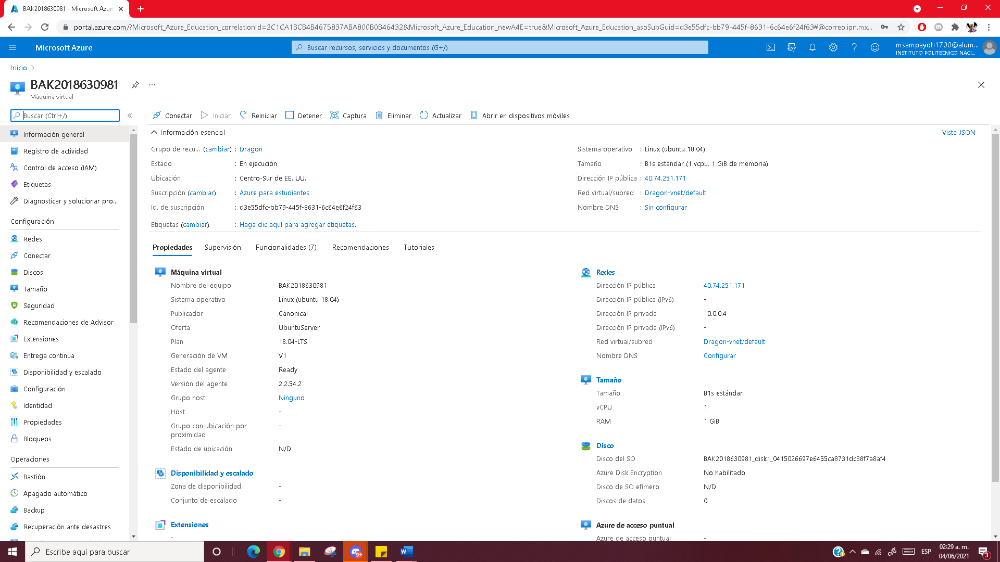 BAK2018630981 - Microsoft Azure
portal.azure.com/?Microsoft_Azure_Education_correlationId=2C1CA1BCB4B4675837ABA800B0B46432&Microsoft_Azure_Education_newA4E=true&Microsoft_Azure_Education_asoSubGuid=d3e55dfc-bb79-445f-8631-6c64e6f24f63#@correo.ipn.mx...
Microsoft Azure
Buscar recursos, servicios y documentos (G+/)
msampayoh1700@alum...
INSTITUTO POLITECNICO NACI...
Inicio
BAK2018630981
Máquina virtual
Buscar (Ctrl+/)
Conectar
Iniciar
Reiniciar
Detener
Captura
Eliminar
Actualizar
Abrir en dispositivos móviles
Información general
Registro de actividad
Control de acceso (IAM)
Etiquetas
Diagnosticar y solucionar pro...
Configuración
Redes
Conectar
Discos
Tamaño
Seguridad
Recomendaciones de Advisor
Extensiones
Entrega continua
Disponibilidad y escalado
Configuración
Identidad
Propiedades
Bloqueos
Operaciones
Bastión
Apagado automático
Backup
Recuperación ante desastres
Información esencial
Vista JSON
Grupo de recu... (cambiar) : Dragon
Estado : En ejecución
Ubicación : Centro-Sur de EE. UU.
Suscripción (cambiar) : Azure para estudiantes
Id. de suscripción : d3e55dfc-bb79-445f-8631-6c64e6f24f63
Etiquetas (cambiar) : Haga clic aquí para agregar etiquetas.
Sistema operativo : Linux (ubuntu 18.04)
Tamaño : B1s estándar (1 vcpu, 1 GiB de memoria)
Dirección IP pública : 40.74.251.171
Red virtual/subred : Dragon-vnet/default
Nombre DNS : Sin configurar
Propiedades
Supervisión
Funcionalidades (7)
Recomendaciones
Tutoriales
Máquina virtual
Nombre del equipo BAK2018630981
Sistema operativo Linux (ubuntu 18.04)
Publicador Canonical
Oferta UbuntuServer
Plan 18.04-LTS
Generación de VM V1
Estado del agente Ready
Versión del agente 2.2.54.2
Grupo host Ninguno
Host -
Grupo con ubicación por -
proximidad
Estado de ubicación N/D
Disponibilidad y escalado
Zona de disponibilidad -
Conjunto de escalado -
Extensiones
-
Redes
Dirección IP pública 40.74.251.171
Dirección IP pública (IPv6) -
Dirección IP privada 10.0.0.4
Dirección IP privada (IPv6) -
Red virtual/subred Dragon-vnet/default
Nombre DNS Configurar
Tamaño
Tamaño B1s estándar
vCPU 1
RAM 1 GiB
Disco
Disco del SO BAK2018630981_disk1_0415026697e6455ca8731dc38f7a8af4
Azure Disk Encryption No habilitado
Disco de SO efímero N/D
Discos de datos 0
Azure de acceso puntual
Azure de acceso puntual -
Escribe aquí para buscar
9+
ESP
02:29 a. m.
04/06/2021
3